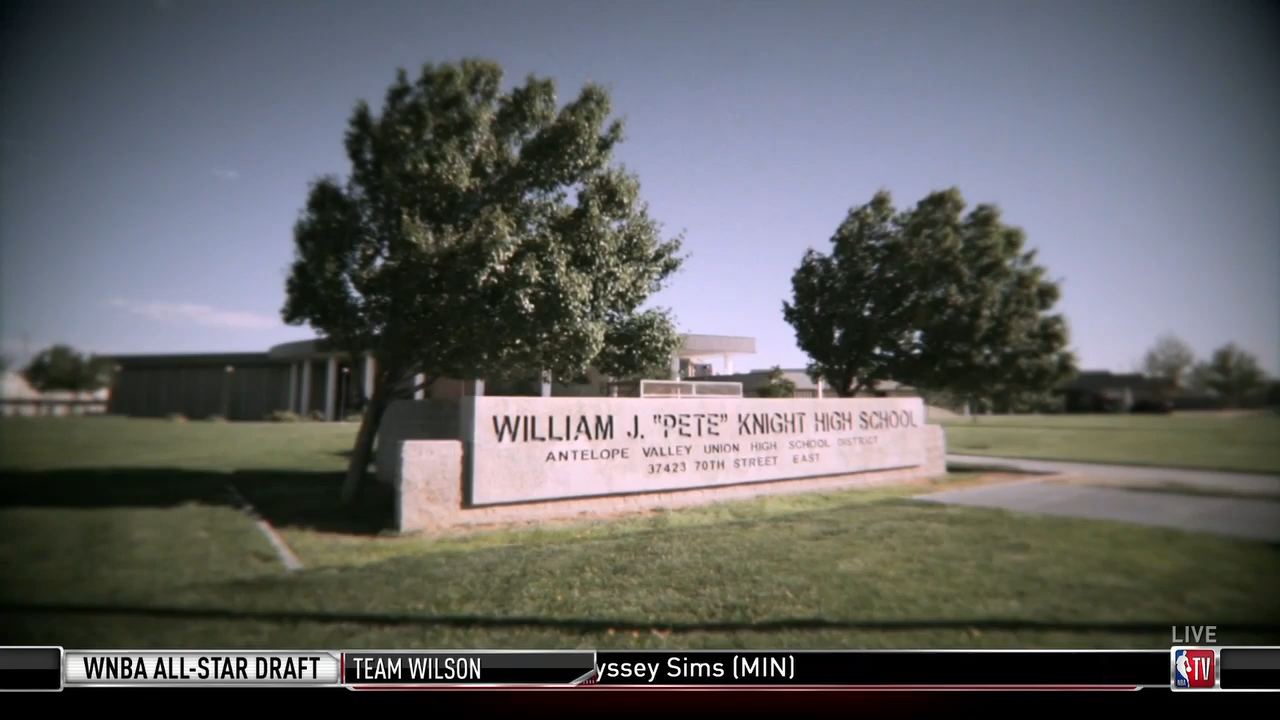 WILLIAM J. "PETE" KNIGHT HIGH SCHOOL
ANTELOPE VALLEY UNION HIGH SCHOOL DISTRICT
37423 70TH STREET EAST
LIVE
WNBA ALL-STAR DRAFT TEAM WILSON yssey Sims (MIN) NBA TV